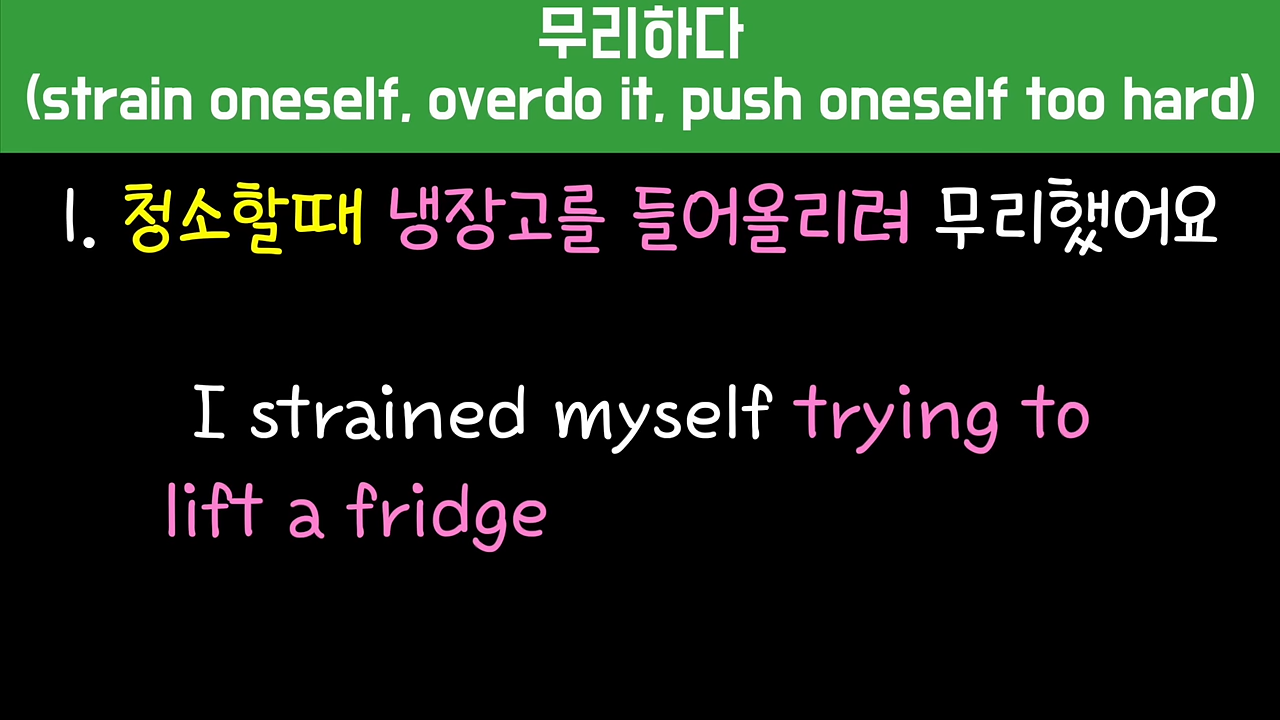 무리하다
(strain oneself, overdo it, push oneself too hard)
1. 청소할때 냉장고를 들어올리려 무리했어요
I strained myself trying to
lift a fridge